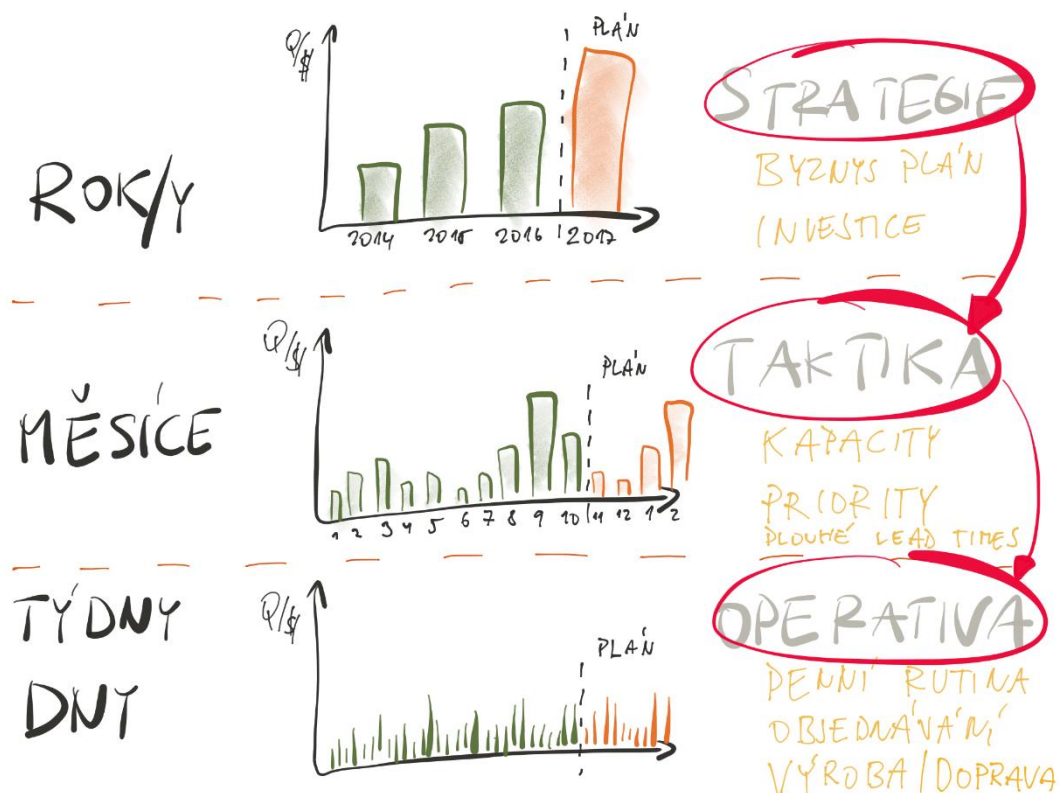 Q/$
PLÁN
STRATEGIE
ROK/Y
BYZNYS PLÁN
INVESTICE
2014 2015 2016 2017
Q/$
PLÁN
TAKTIKA
MĚSÍCE
KAPACITY
PRIORITY
DLOUHÉ LEAD TIMES
1 2 3 4 5 6 7 8 9 10 11 12 1 2
TÝDNY
DNY
Q/$
PLÁN
OPERATIVA
DENNÍ RUTINA
OBJEDNÁVÁNÍ
VÝROBA/DOPRAVA